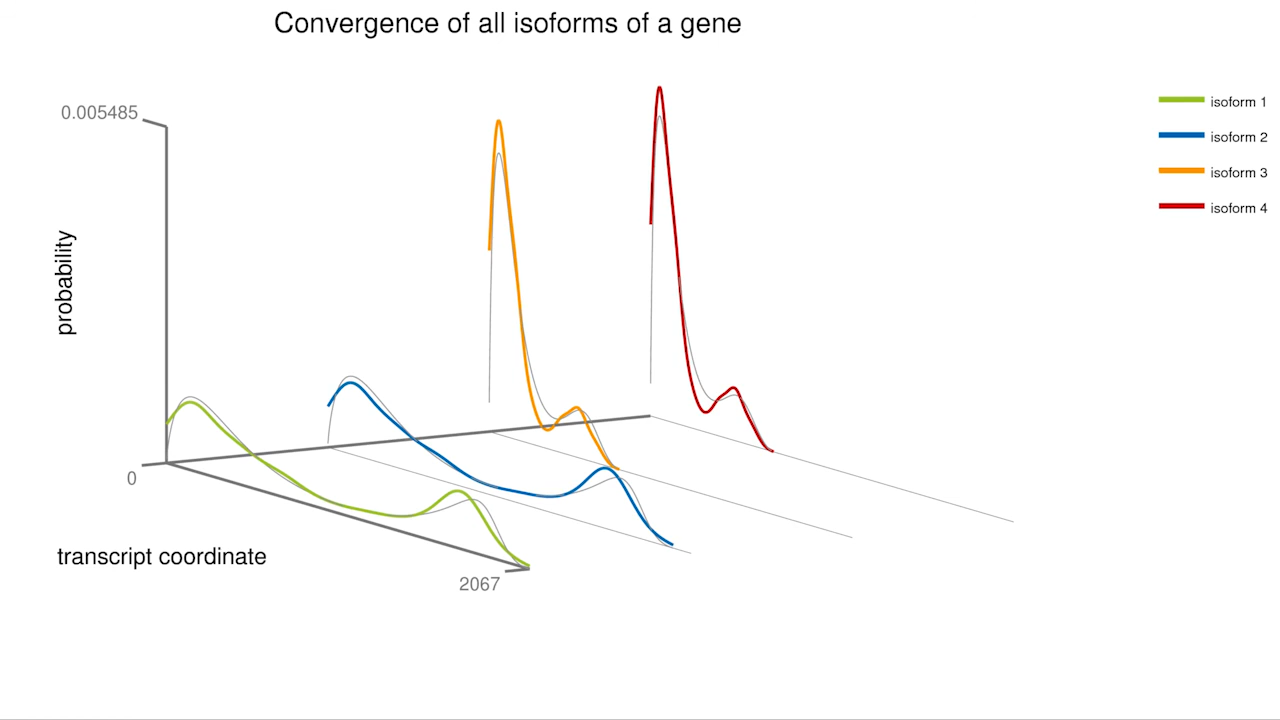 Convergence of all isoforms of a gene
0.005485
probability
0
transcript coordinate
2067
isoform 1
isoform 2
isoform 3
isoform 4